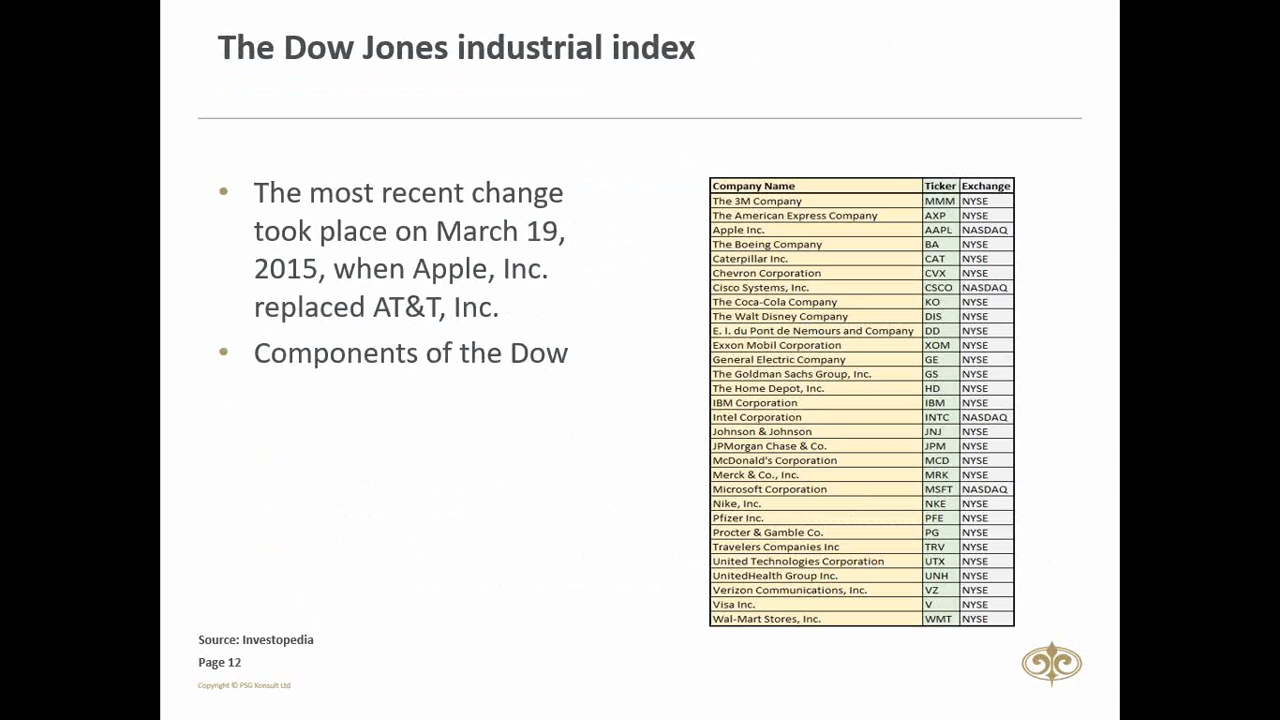 The Dow Jones industrial index
• The most recent change
took place on March 19,
2015, when Apple, Inc.
replaced AT&T, Inc.
• Components of the Dow
Company Name Ticker Exchange
The 3M Company MMM NYSE
The American Express Company AXP NYSE
Apple Inc. AAPL NASDAQ
The Boeing Company BA NYSE
Caterpillar Inc. CAT NYSE
Chevron Corporation CVX NYSE
Cisco Systems, Inc. CSCO NASDAQ
The Coca-Cola Company KO NYSE
The Walt Disney Company DIS NYSE
E. I. du Pont de Nemours and Company DD NYSE
Exxon Mobil Corporation XOM NYSE
General Electric Company GE NYSE
The Goldman Sachs Group, Inc. GS NYSE
The Home Depot, Inc. HD NYSE
IBM Corporation IBM NYSE
Intel Corporation INTC NASDAQ
Johnson & Johnson JNJ NYSE
JPMorgan Chase & Co. JPM NYSE
McDonald's Corporation MCD NYSE
Merck & Co., Inc. MRK NYSE
Microsoft Corporation MSFT NASDAQ
Nike, Inc. NKE NYSE
Pfizer Inc. PFE NYSE
Procter & Gamble Co. PG NYSE
Travelers Companies Inc TRV NYSE
United Technologies Corporation UTX NYSE
UnitedHealth Group Inc. UNH NYSE
Verizon Communications, Inc. VZ NYSE
Visa Inc. V NYSE
Wal-Mart Stores, Inc. WMT NYSE
Source: Investopedia
Page 12
Copyright © PSG Konsult Ltd